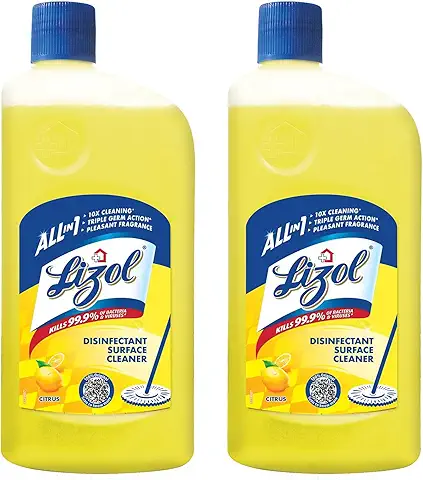 ALL IN 1
10X CLEANING*
TRIPLE GERM ACTION*
PLEASANT FRAGRANCE
Lizol®
KILLS 99.9% OF BACTERIA & VIRUSES*
DISINFECTANT
SURFACE
CLEANER
CITRUS
ALL IN 1
10X CLEANING*
TRIPLE GERM ACTION*
PLEASANT FRAGRANCE
Lizol®
KILLS 99.9% OF BACTERIA & VIRUSES*
DISINFECTANT
SURFACE
CLEANER
CITRUS